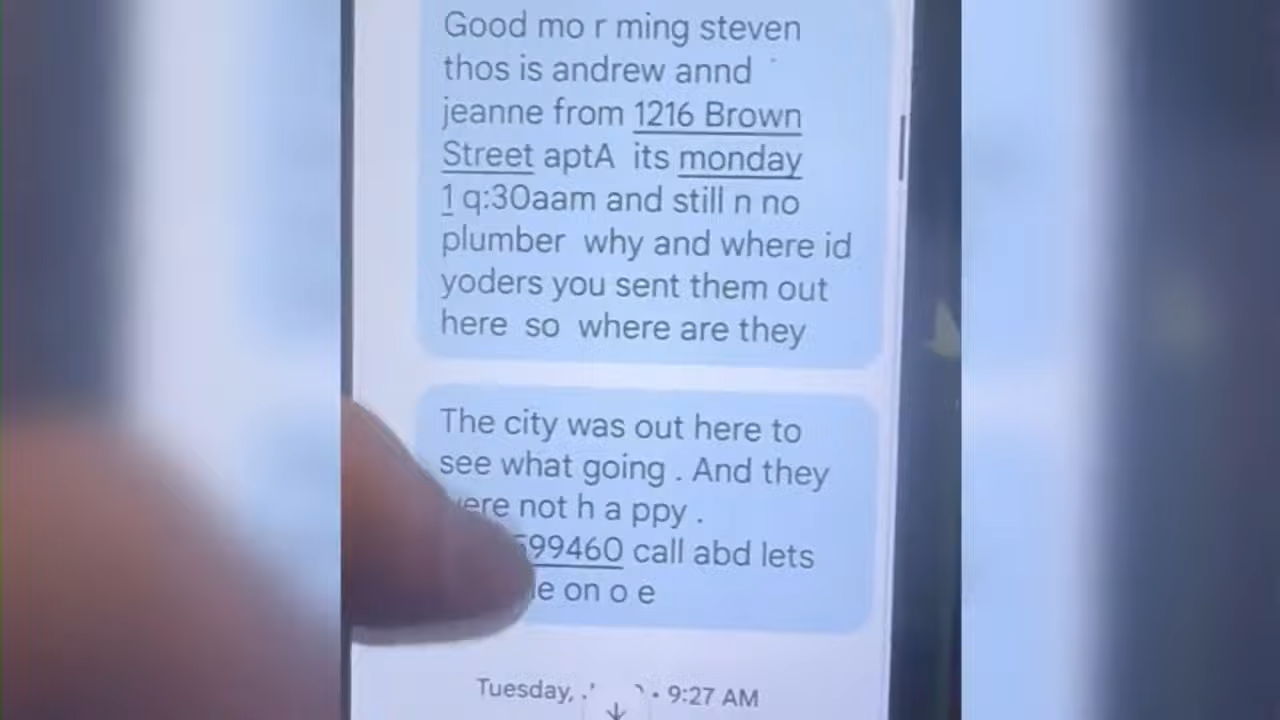 Good mo r ming steven
thos is andrew annd
jeanne from 1216 Brown
Street aptA its monday
1 q:30aam and still n no
plumber why and where id
yoders you sent them out
here so where are they
The city was out here to
see what going . And they
not h a ppy .
99460 call abd lets
on o e
Tuesday, 9:27 AM